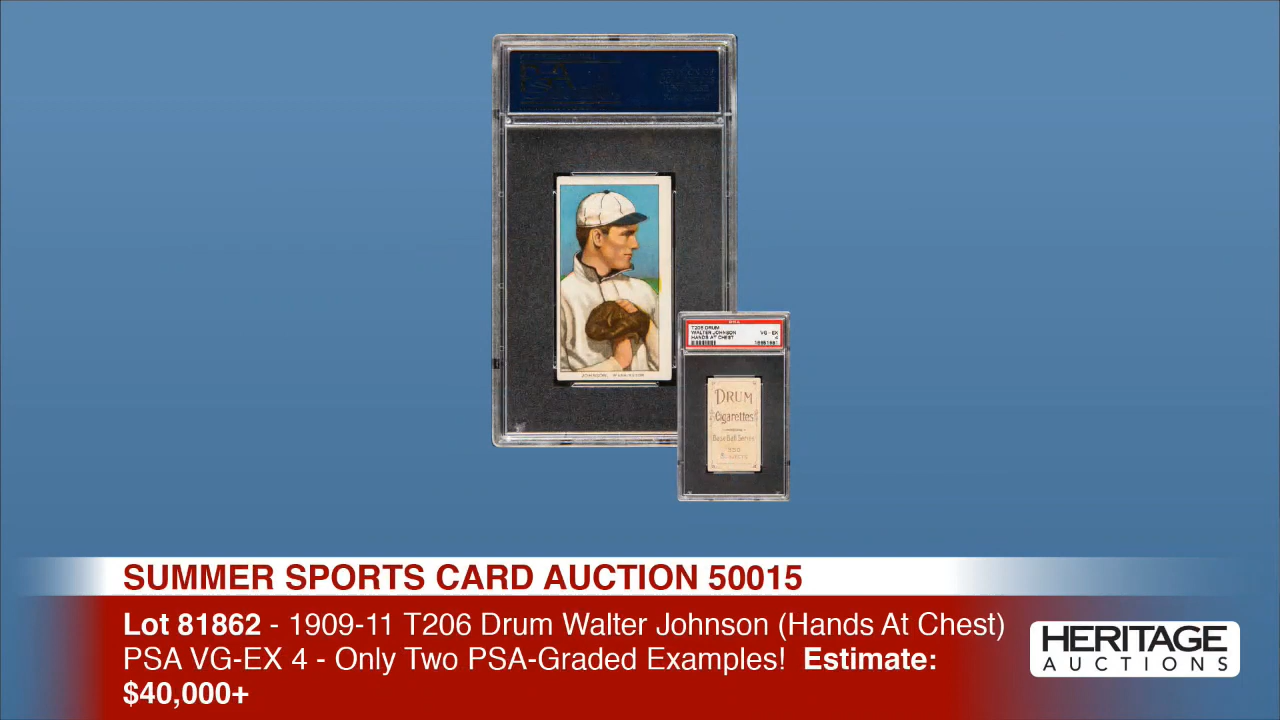 PSA
T206 DRUM
WALTER JOHNSON VG - EX
HANDS AT CHEST 4
DRUM
Cigarettes
Base Ball Series
SUMMER SPORTS CARD AUCTION 50015
Lot 81862 - 1909-11 T206 Drum Walter Johnson (Hands At Chest)
PSA VG-EX 4 - Only Two PSA-Graded Examples! Estimate:
$40,000+
HERITAGE
AUCTIONS